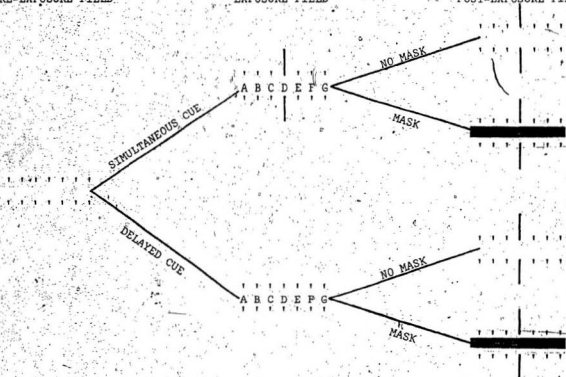 EXPOSURE FIELD
NO MASK
A B C D E F G
SIMULTANEOUS CUE
MASK
DELAYED CUE
NO MASK
A B C D E F G
MASK